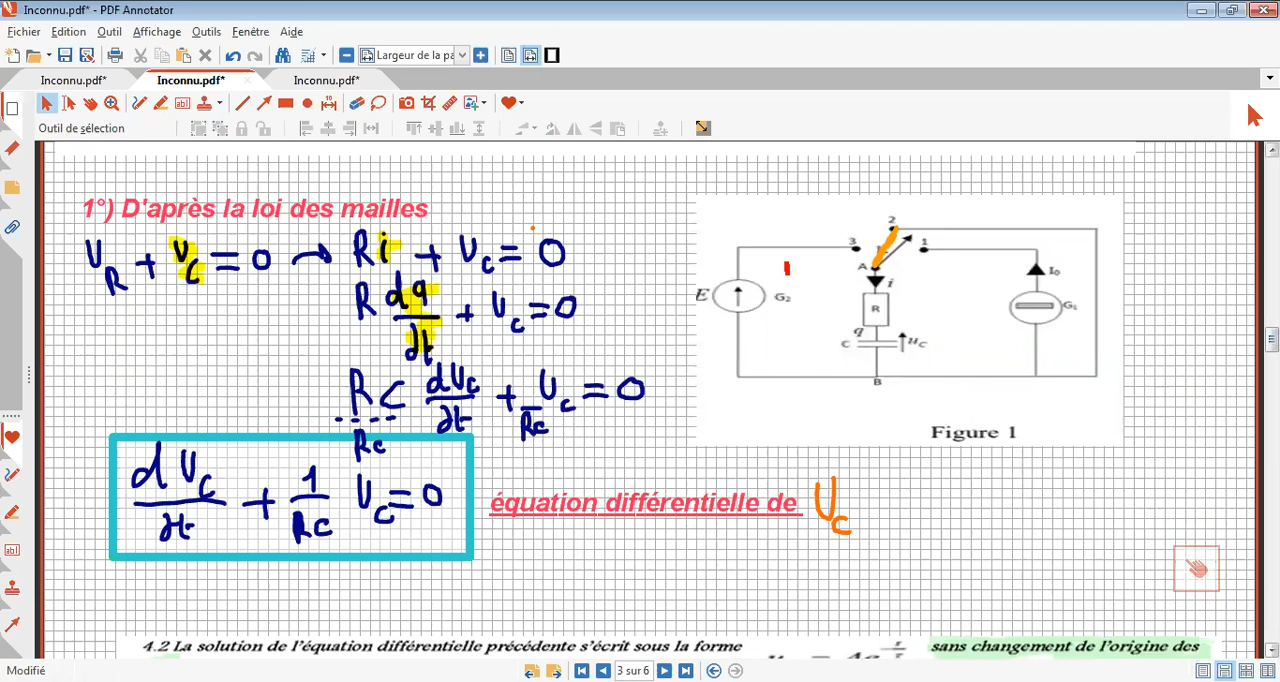 Inconnu.pdf* - PDF Annotator
Fichier Edition Outil Affichage Outils Fenêtre Aide
Largeur de la pa
Inconnu.pdf* Inconnu.pdf* Inconnu.pdf*
Outil de sélection
1°) D'après la loi des mailles
U_R + U_C = 0 → R i + U_C = 0
R dq/dt + U_C = 0
RC dU_C/dt + U_C = 0
RC RC
dU_C/dt + 1/RC U_C = 0
équation différentielle de U_C
2
3 1
A I₀
i
E G₂ R G₁
q
C u_C
B
Figure 1
4.2 La solution de l'équation différentielle précédente s'écrit sous la forme sans changement de l'origine des
Modifié 3 sur 6